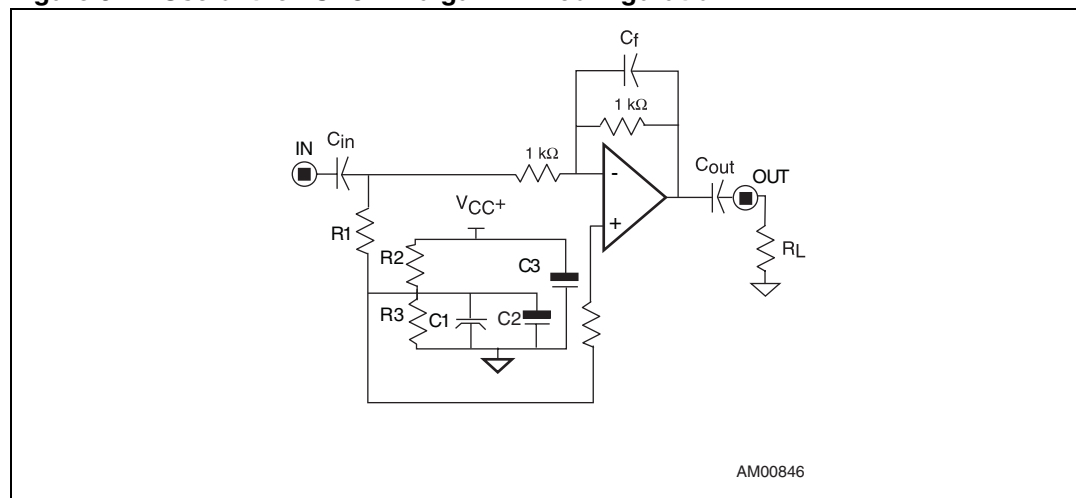 Cf
1 kΩ
IN
Cin
1 kΩ
-
Cout
OUT
VCC+
+
R1
R2
C3
RL
R3
C1
C2
AM00846